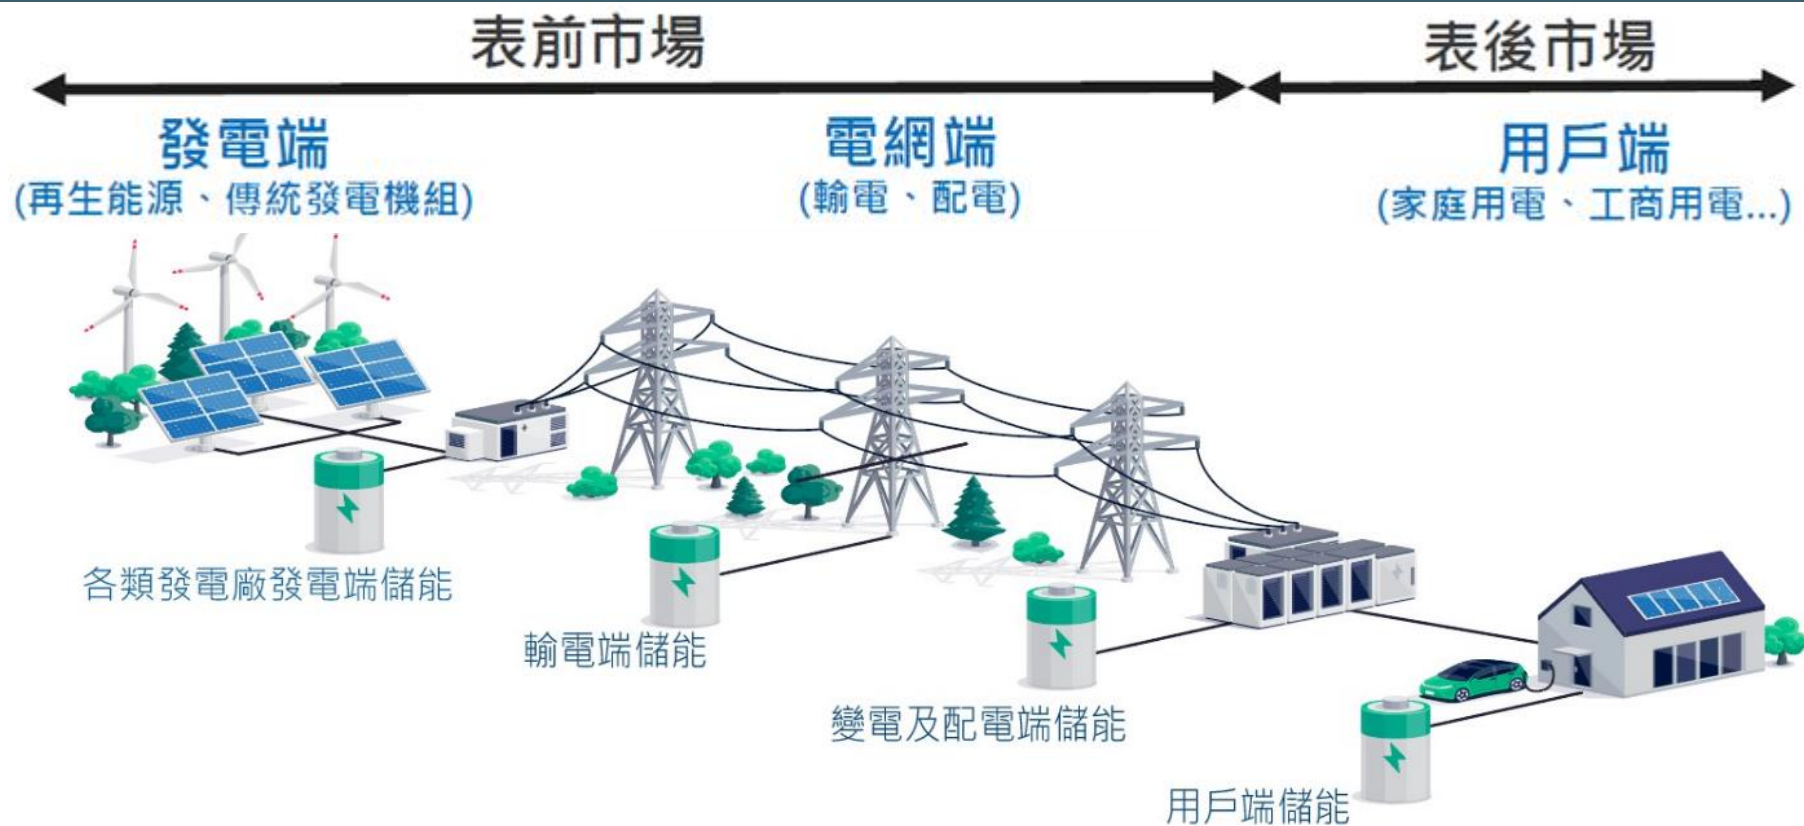 表前市場
表後市場
發電端
(再生能源、傳統發電機組)
電網端
(輸電、配電)
用戶端
(家庭用電、工商用電...)
各類發電廠發電端儲能
輸電端儲能
變電及配電端儲能
用戶端儲能